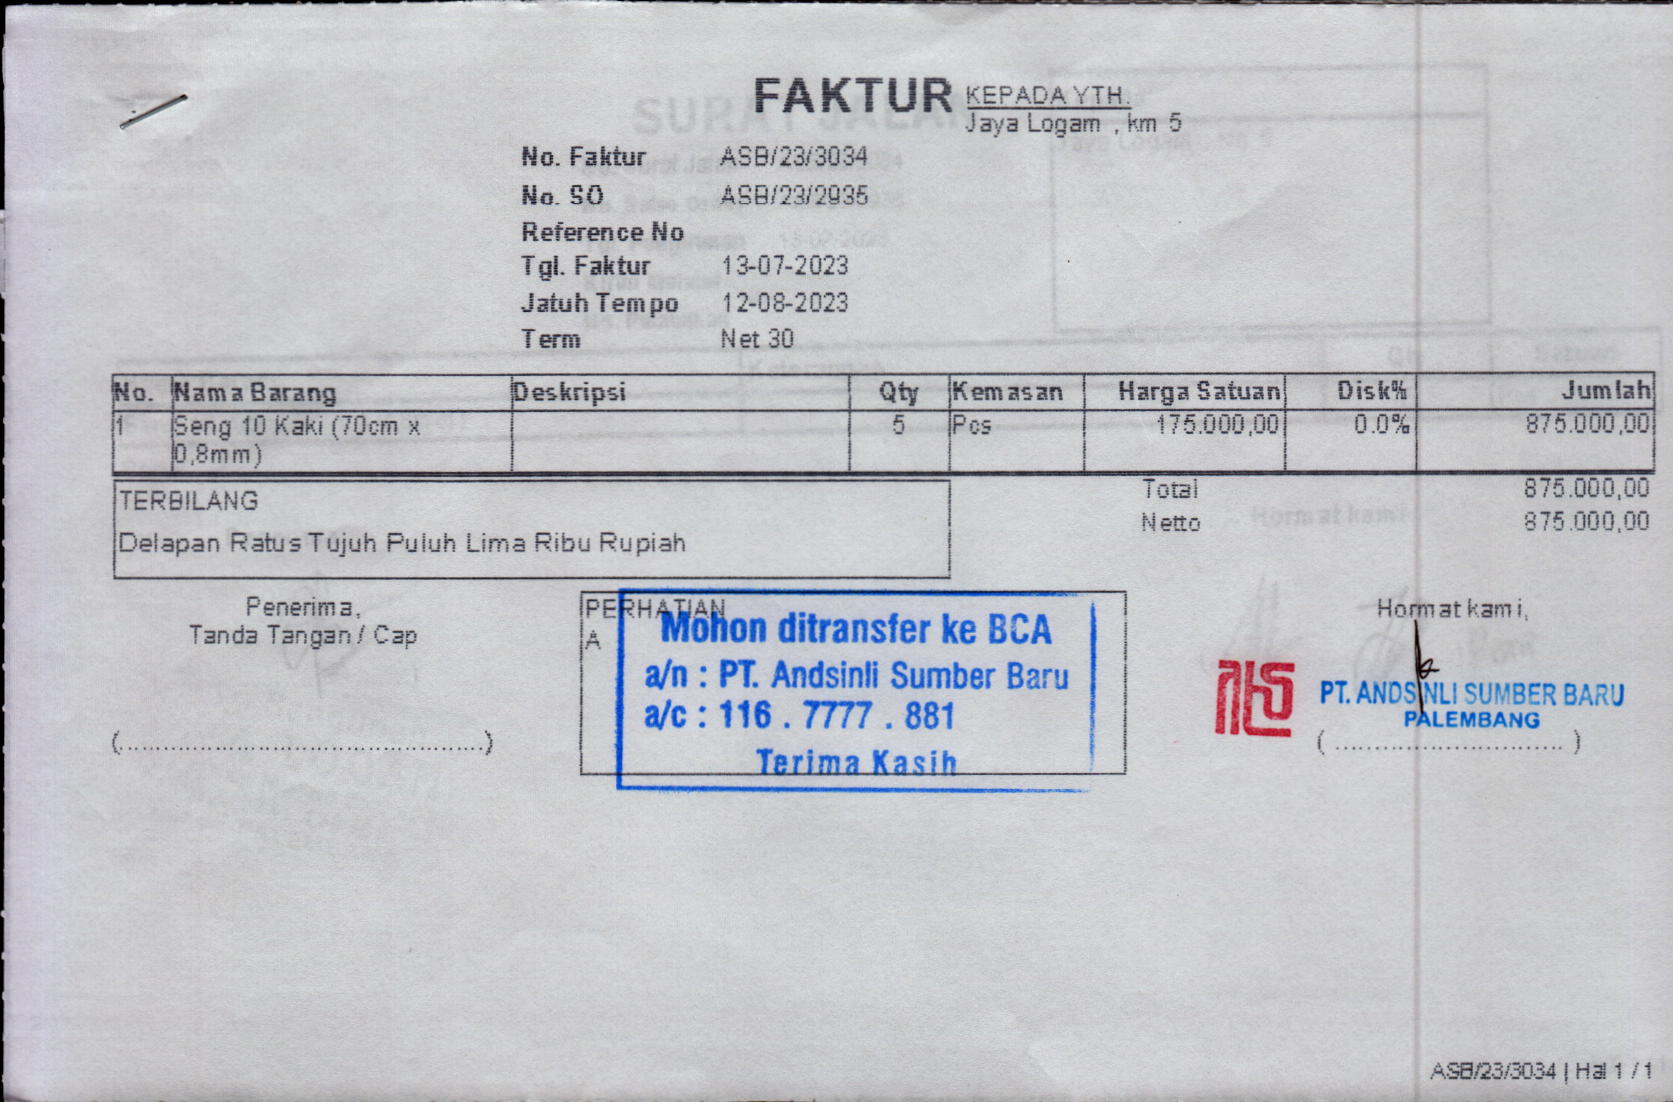 FAKTUR
KEPADA YTH.
Jaya Logam , km 5
No. Faktur ASB/23/3034
No. SO ASB/23/2935
Reference No
Tgl. Faktur 13-07-2023
Jatuh Tempo 12-08-2023
Term Net 30
No. Nama Barang Deskripsi Qty Kemasan Harga Satuan Disk% Jumlah
1 Seng 10 Kaki (70cm x 5 Pcs 175.000,00 0.0% 875.000,00
0,8mm)
Total 875.000,00
Netto 875.000,00
TERBILANG
Delapan Ratus Tujuh Puluh Lima Ribu Rupiah
Penerima,
Tanda Tangan / Cap
(................................................)
PERHATIAN
A
Mohon ditransfer ke BCA
a/n : PT. Andsinli Sumber Baru
a/c : 116 . 7777 . 881
Terima Kasih
Hormat kami,
PT. ANDSINLI SUMBER BARU
PALEMBANG
( .............................. )
ASB/23/3034 | Hal 1 / 1